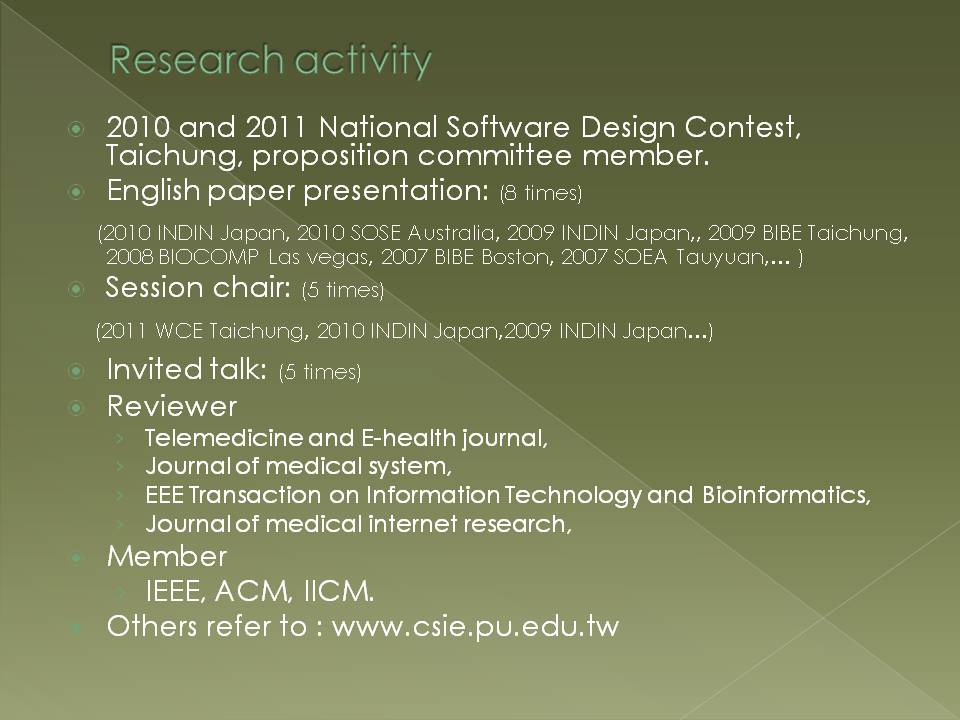 Research activity
2010 and 2011 National Software Design Contest,
Taichung, proposition committee member.
English paper presentation: (8 times)
(2010 INDIN Japan, 2010 SOSE Australia, 2009 INDIN Japan,, 2009 BIBE Taichung,
2008 BIOCOMP Las vegas, 2007 BIBE Boston, 2007 SOEA Tauyuan,... )
Session chair: (5 times)
(2011 WCE Taichung, 2010 INDIN Japan,2009 INDIN Japan...)
Invited talk: (5 times)
Reviewer
Telemedicine and E-health journal,
Journal of medical system,
EEE Transaction on Information Technology and Bioinformatics,
Journal of medical internet research,
Member
IEEE, ACM, IICM.
Others refer to : www.csie.pu.edu.tw